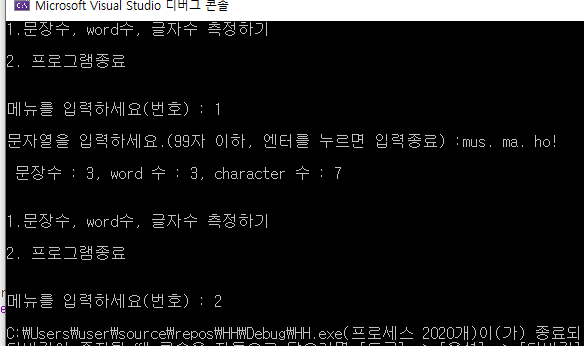 Microsoft Visual Studio 디버그 콘솔
1.문장수, word수, 글자수 측정하기
2. 프로그램종료
메뉴를 입력하세요(번호) : 1
문자열을 입력하세요.(99자 이하, 엔터를 누르면 입력종료) :mus. ma. ho!
문장수 : 3, word 수 : 3, character 수 : 7
1.문장수, word수, 글자수 측정하기
2. 프로그램종료
메뉴를 입력하세요(번호) : 2
C:₩Users₩user₩source₩repos₩HH₩Debug₩HH.exe(프로세스 2020개)이(가) 종료되